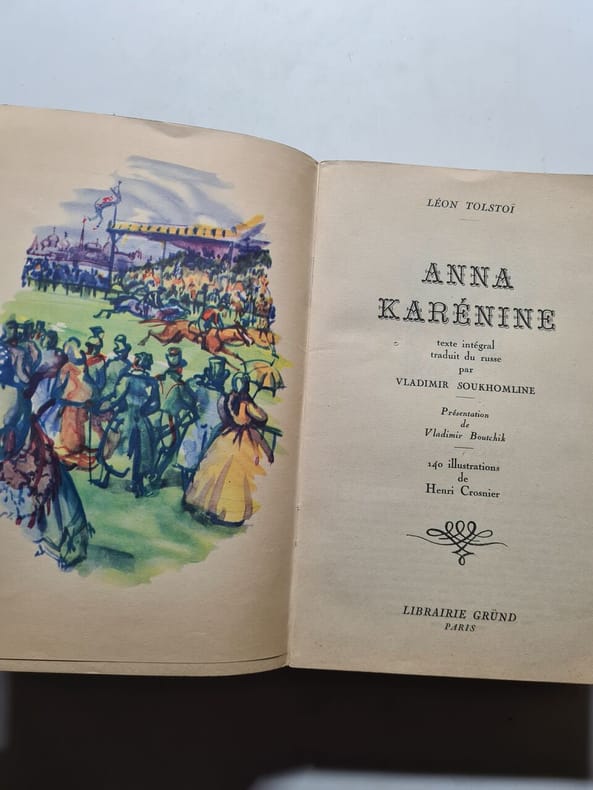 LÉON TOLSTOÏ
ANNA
KARÉNINE
texte intégral
traduit du russe
par
VLADIMIR SOUKHOMLINE
Présentation
de
Vladimir Boutchik
140 illustrations
de
Henri Crosnier
LIBRAIRIE GRÜND
PARIS